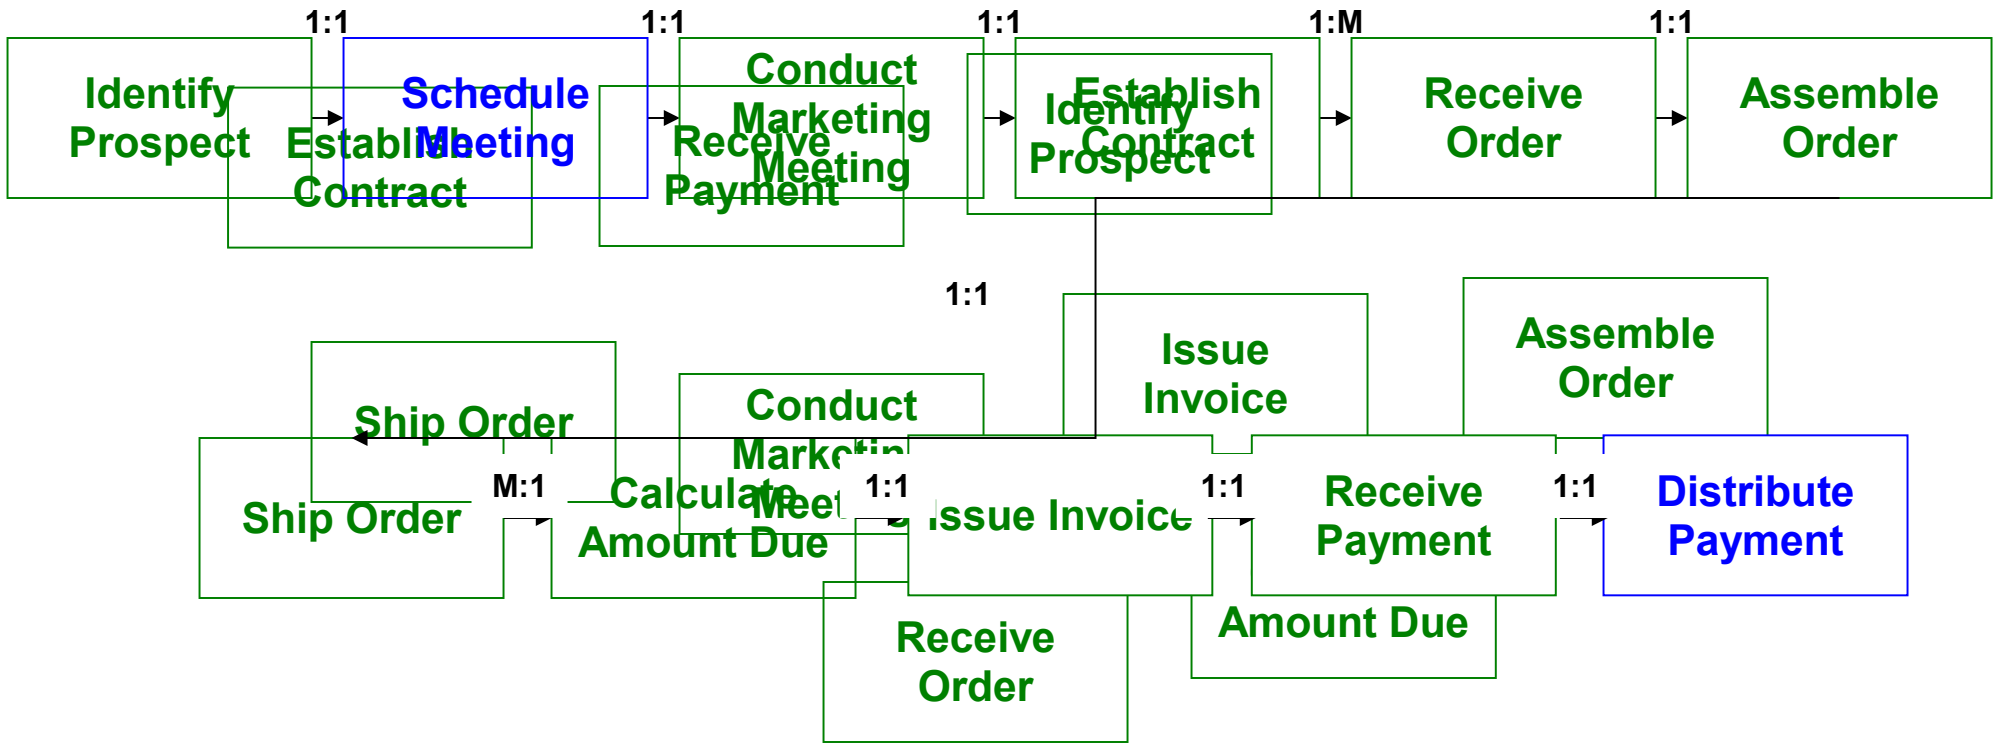 1:1
1:1
1:1
1:M
1:1
Identify
Prospect
Schedule
Meeting
Conduct
Marketing
Meeting
Establish
Contract
Receive
Order
Assemble
Order
Establish
Contract
Receive
Payment
Identify
Prospect
1:1
Issue
Invoice
Assemble
Order
Ship Order
Conduct
Marketin
Meet
Ship Order
M:1
Calculate
Amount Due
1:1
Issue Invoice
1:1
Receive
Payment
1:1
Distribute
Payment
Receive
Order
Amount Due